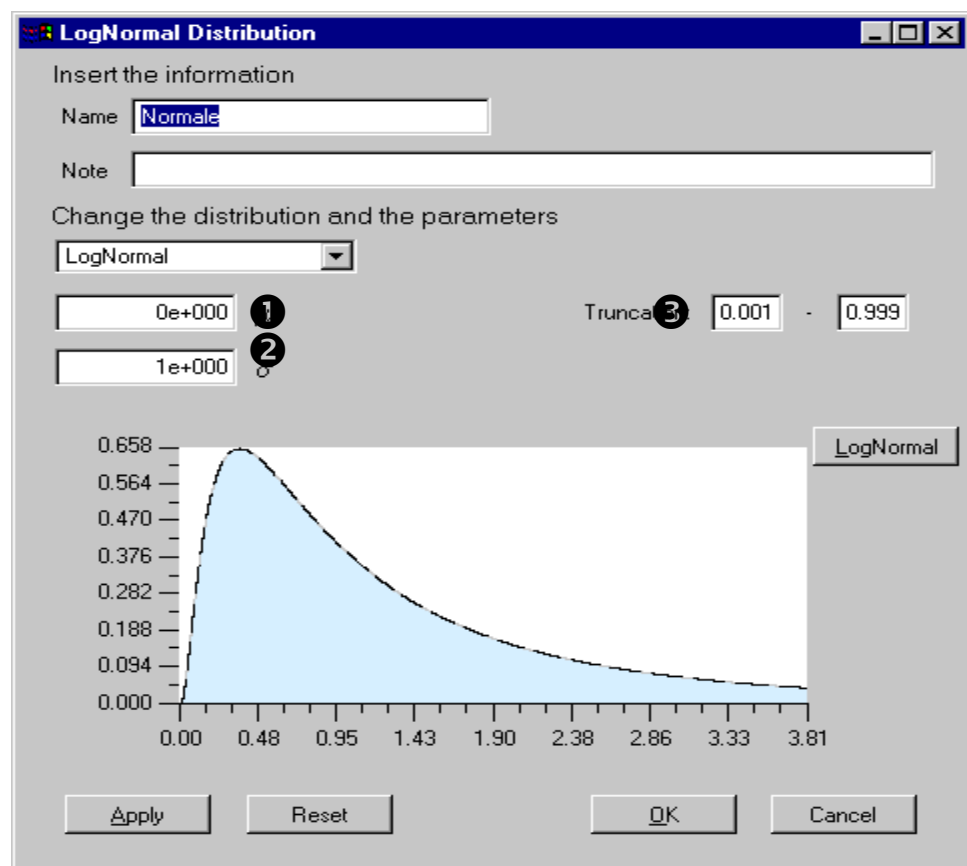 LogNormal Distribution
Insert the information
Name Normale
Note
Change the distribution and the parameters
LogNormal
0e+000 1
3 0.001 - 0.999
2
1e+000 σ
LogNormal
0.658
0.564
0.470
0.376
0.282
0.188
0.094
0.000
0.00 0.48 0.95 1.43 1.90 2.38 2.86 3.33 3.81
Apply Reset OK Cancel